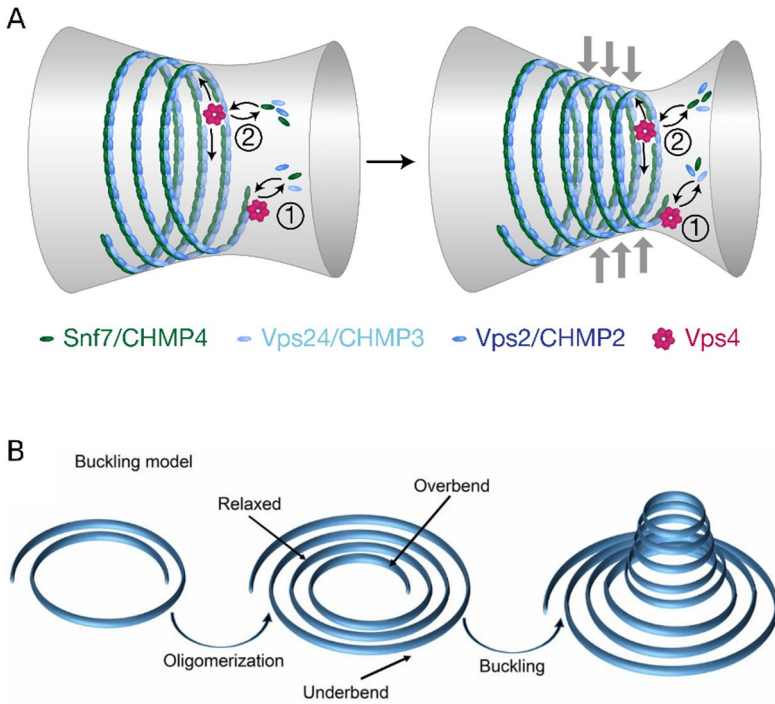 A
② ②
① ①
Snf7/CHMP4 Vps24/CHMP3 Vps2/CHMP2 Vps4
B
Buckling model
Overbend
Relaxed
Oligomerization
Buckling
Underbend